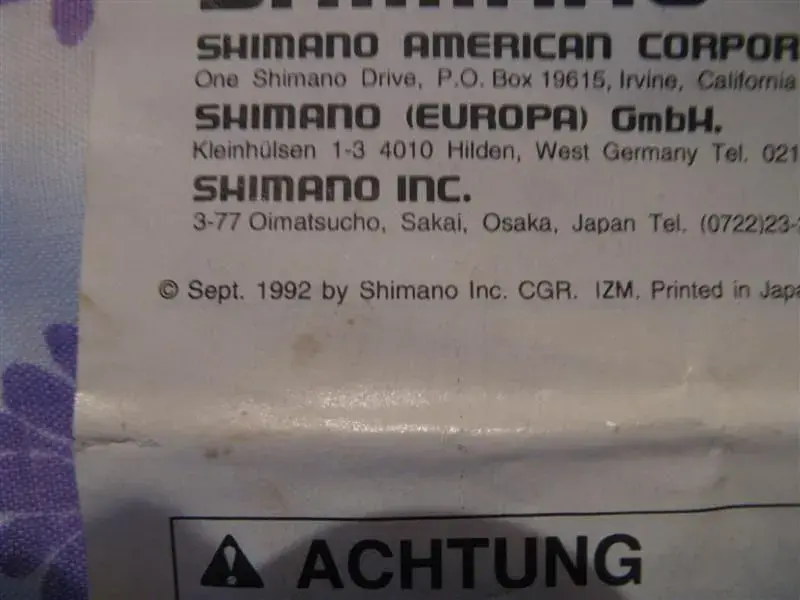 SHIMANO
SHIMANO AMERICAN CORPOR
One Shimano Drive, P.O. Box 19615, Irvine, California
SHIMANO (EUROPA) GmbH.
Kleinhülsen 1-3 4010 Hilden, West Germany Tel. 021
SHIMANO INC.
3-77 Oimatsucho, Sakai, Osaka, Japan Tel. (0722)23-
© Sept. 1992 by Shimano Inc. CGR. IZM. Printed in Japa
ACHTUNG